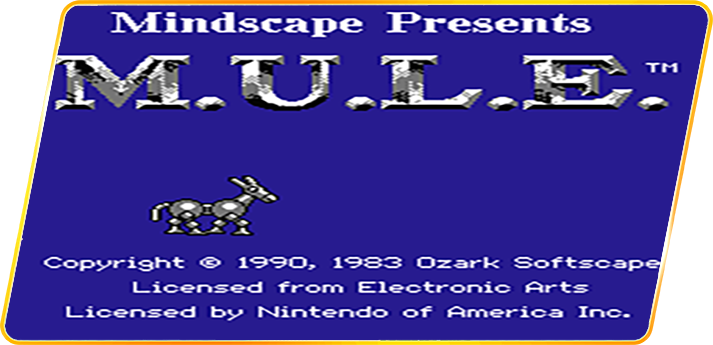 Mindscape Presents
M.U.L.E.™
Copyright © 1990, 1983 Ozark Softscape
Licensed from Electronic Arts
Licensed by Nintendo of America Inc.